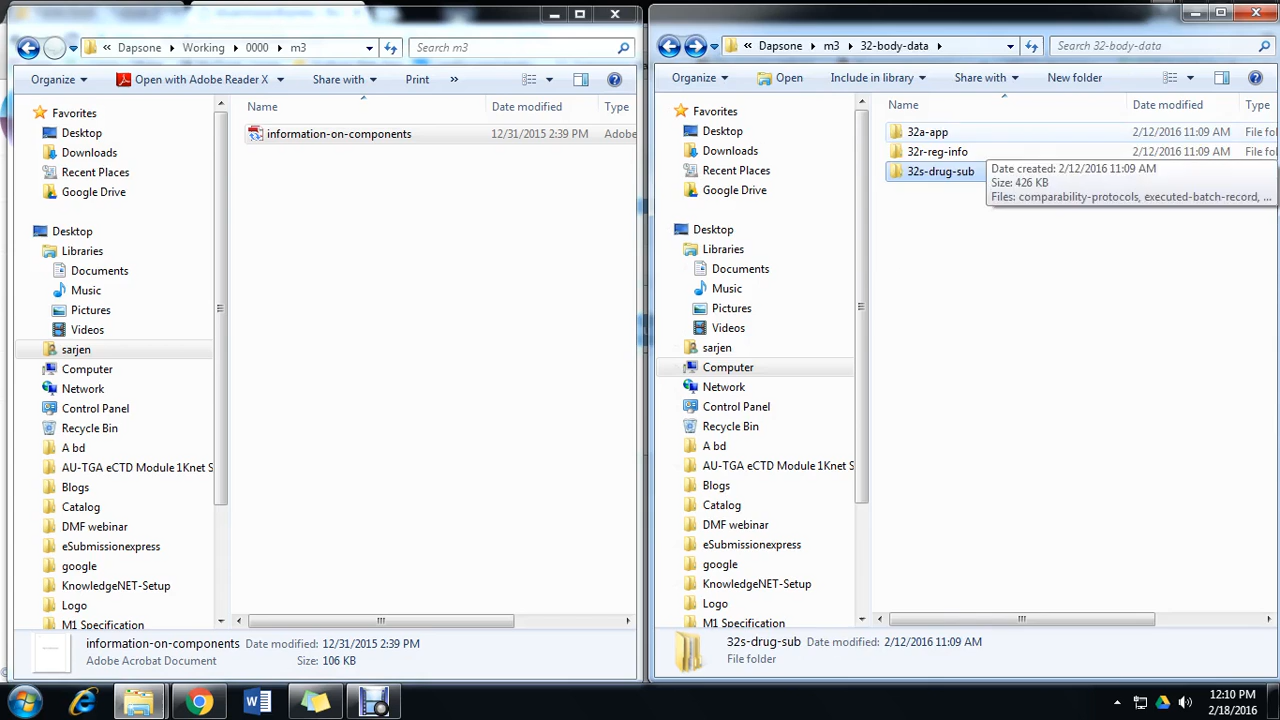 Dapsone Working 0000 m3
Search m3
Organize Open with Adobe Reader X Share with Print »
Name Date modified Type
information-on-components 12/31/2015 2:39 PM Adobe
Favorites
Desktop
Downloads
Recent Places
Google Drive
Desktop
Libraries
Documents
Music
Pictures
Videos
sarjen
Computer
Network
Control Panel
Recycle Bin
A bd
AU-TGA eCTD Module 1Knet S
Blogs
Catalog
DMF webinar
eSubmissionexpress
google
KnowledgeNET-Setup
Logo
M1 Specification
information-on-components Date modified: 12/31/2015 2:39 PM
Adobe Acrobat Document Size: 106 KB
Dapsone m3 32-body-data
Search 32-body-data
Organize Open Include in library Share with New folder
Name Date modified Type
32a-app 2/12/2016 11:09 AM File fo
32r-reg-info 2/12/2016 11:09 AM File fo
32s-drug-sub
Date created: 2/12/2016 11:09 AM
Size: 426 KB
Files: comparability-protocols, executed-batch-record, ...
Favorites
Desktop
Downloads
Recent Places
Google Drive
Desktop
Libraries
Documents
Music
Pictures
Videos
sarjen
Computer
Network
Control Panel
Recycle Bin
A bd
AU-TGA eCTD Module 1Knet S
Blogs
Catalog
DMF webinar
eSubmissionexpress
google
KnowledgeNET-Setup
Logo
M1 Specification
32s-drug-sub Date modified: 2/12/2016 11:09 AM
File folder
12:10 PM
2/18/2016